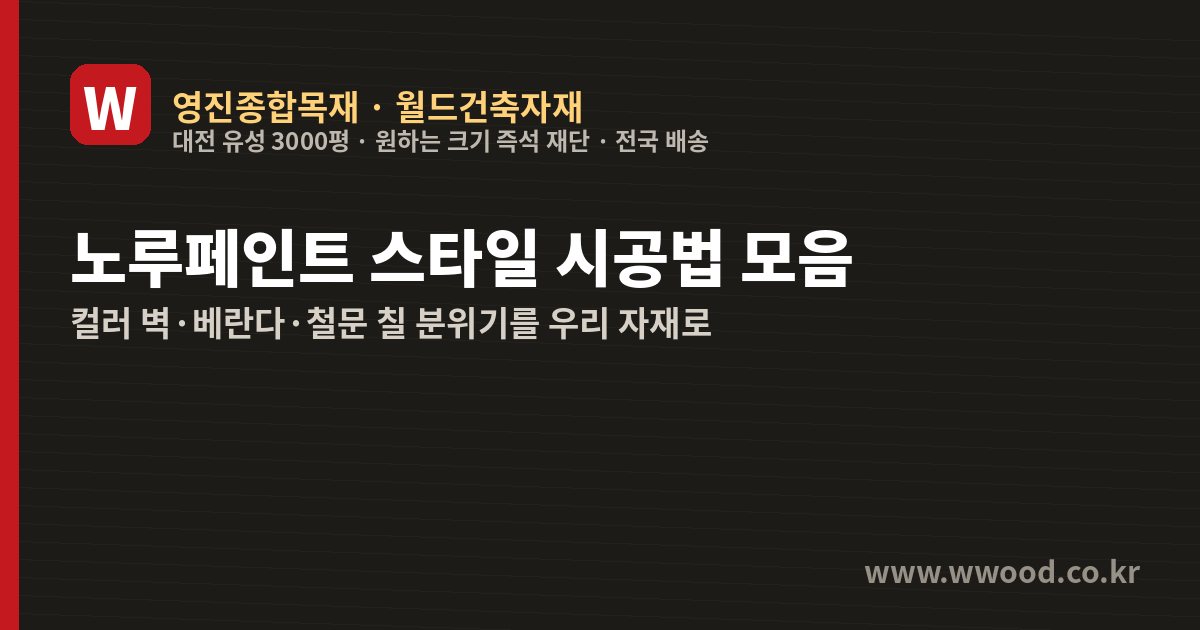 W
영진종합목재 · 월드건축자재
대전 유성 3000평 · 원하는 크기 즉석 재단 · 전국 배송
노루페인트 스타일 시공법 모음
컬러 벽·베란다·철문 칠 분위기를 우리 자재로
www.wwood.co.kr